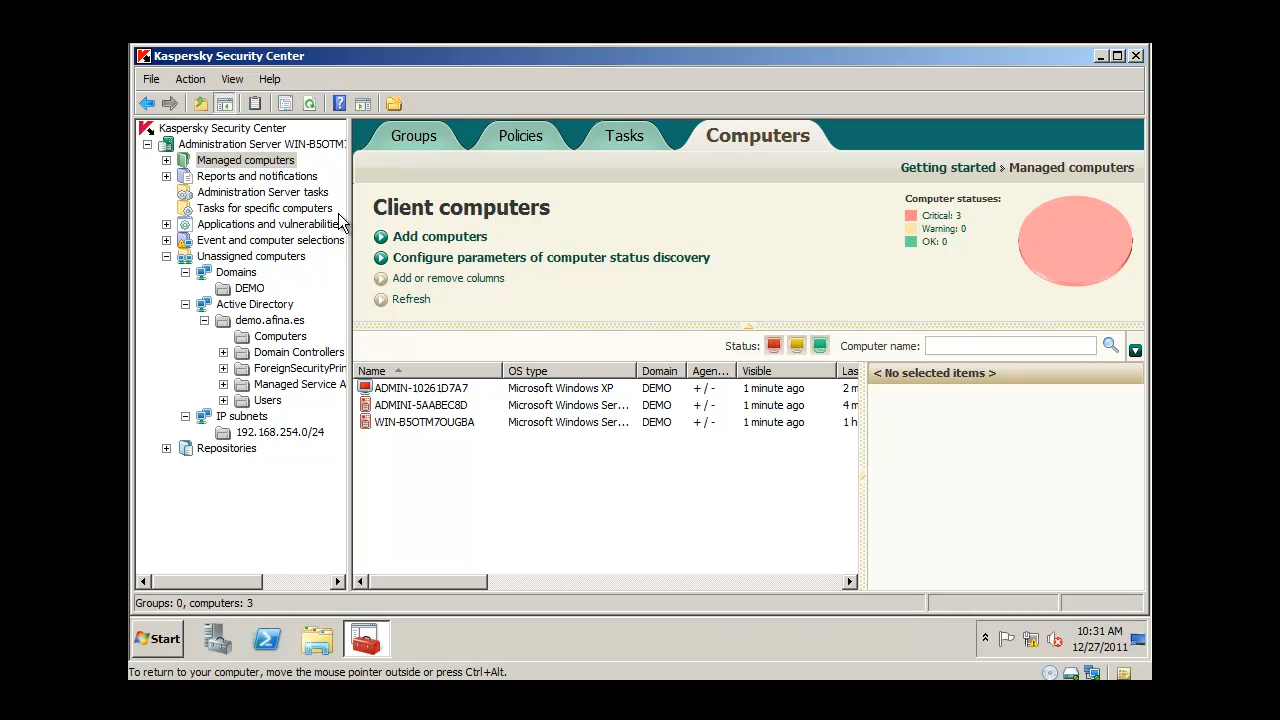 Kaspersky Security Center
File Action View Help
Kaspersky Security Center
Administration Server WIN-B5OTM
Managed computers
Reports and notifications
Administration Server tasks
Tasks for specific computers
Applications and vulnerabilitie
Event and computer selections
Unassigned computers
Domains
DEMO
Active Directory
demo.afina.es
Computers
Domain Controllers
ForeignSecurityPrin
Managed Service A
Users
IP subnets
192.168.254.0/24
Repositories
Groups Policies Tasks Computers
Getting started » Managed computers
Client computers
Add computers
Configure parameters of computer status discovery
Add or remove columns
Refresh
Computer statuses:
Critical: 3
Warning: 0
OK: 0
Status: Computer name:
Name OS type Domain Agen... Visible Las
ADMIN-10261D7A7 Microsoft Windows XP DEMO + / - 1 minute ago 2 m
ADMINI-5AABEC8D Microsoft Windows Ser... DEMO + / - 1 minute ago 4 m
WIN-B5OTM7OUGBA Microsoft Windows Ser... DEMO + / - 1 minute ago 1 h
< No selected items >
Groups: 0, computers: 3
Start
10:31 AM
12/27/2011
To return to your computer, move the mouse pointer outside or press Ctrl+Alt.